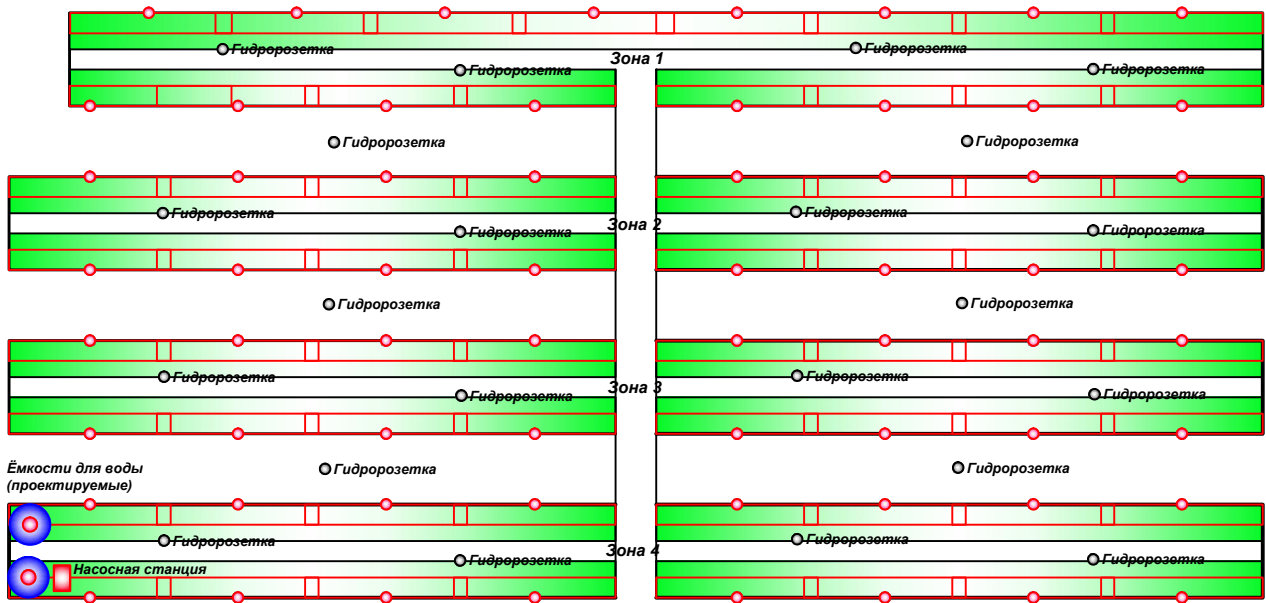 Гидророзетка
Гидророзетка
Зона 1
Гидророзетка
Гидророзетка
Гидророзетка
Гидророзетка
Гидророзетка
Гидророзетка
Зона 2
Гидророзетка
Гидророзетка
Гидророзетка
Гидророзетка
Гидророзетка
Гидророзетка
Зона 3
Гидророзетка
Гидророзетка
Гидророзетка
Ёмкости для воды
(проектируемые)
Гидророзетка
Гидророзетка
Гидророзетка
Гидророзетка
Зона 4
Гидророзетка
Гидророзетка
Насосная станция